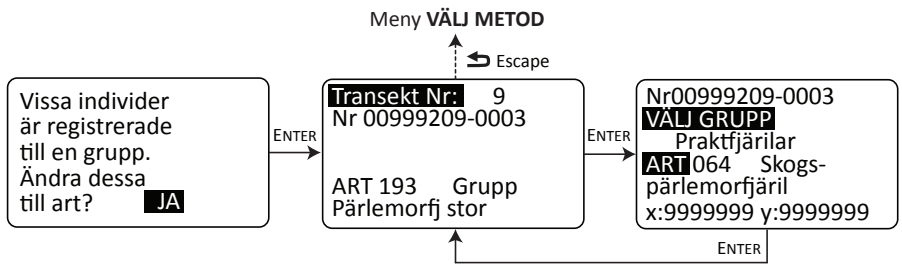 Meny VÄLJ METOD
Escape
Vissa individer
är registrerade
till en grupp.
Ändra dessa
till art? JA
ENTER
Transekt Nr: 9
Nr 00999209-0003
ART 193 Grupp
Pärlemorfj stor
ENTER
Nr00999209-0003
VÄLJ GRUPP
Praktfjärilar
ART 064 Skogs-
pärlemorfjäril
x:9999999 y:9999999
ENTER